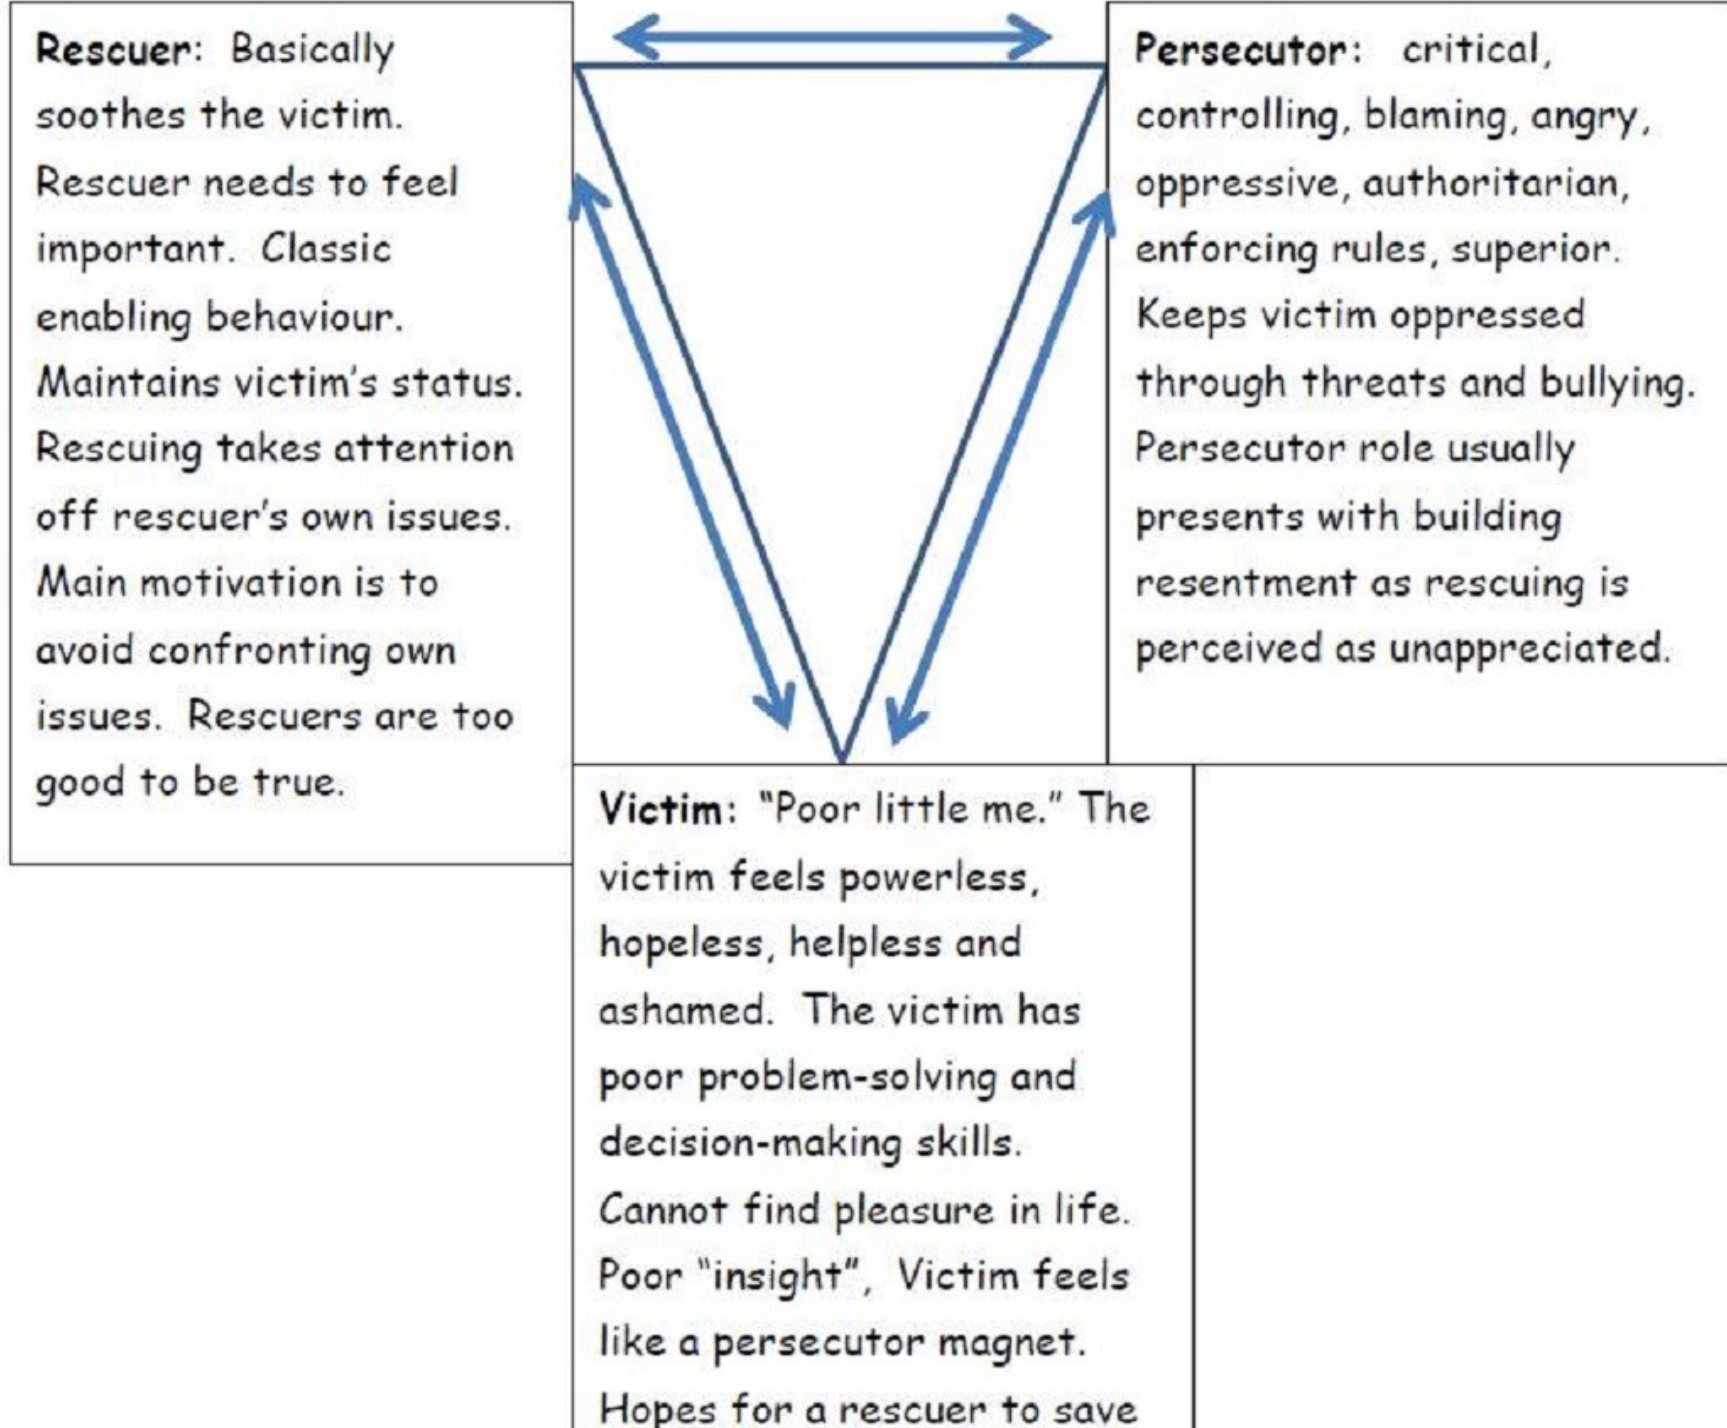 Rescuer: Basically
soothes the victim.
Rescuer needs to feel
important. Classic
enabling behaviour.
Maintains victim's status.
Rescuing takes attention
off rescuer's own issues.
Main motivation is to
avoid confronting own
issues. Rescuers are too
good to be true.
Persecutor: critical,
controlling, blaming, angry,
oppressive, authoritarian,
enforcing rules, superior.
Keeps victim oppressed
through threats and bullying.
Persecutor role usually
presents with building
resentment as rescuing is
perceived as unappreciated.
Victim: "Poor little me." The
victim feels powerless,
hopeless, helpless and
ashamed. The victim has
poor problem-solving and
decision-making skills.
Cannot find pleasure in life.
Poor "insight", Victim feels
like a persecutor magnet.
Hopes for a rescuer to save